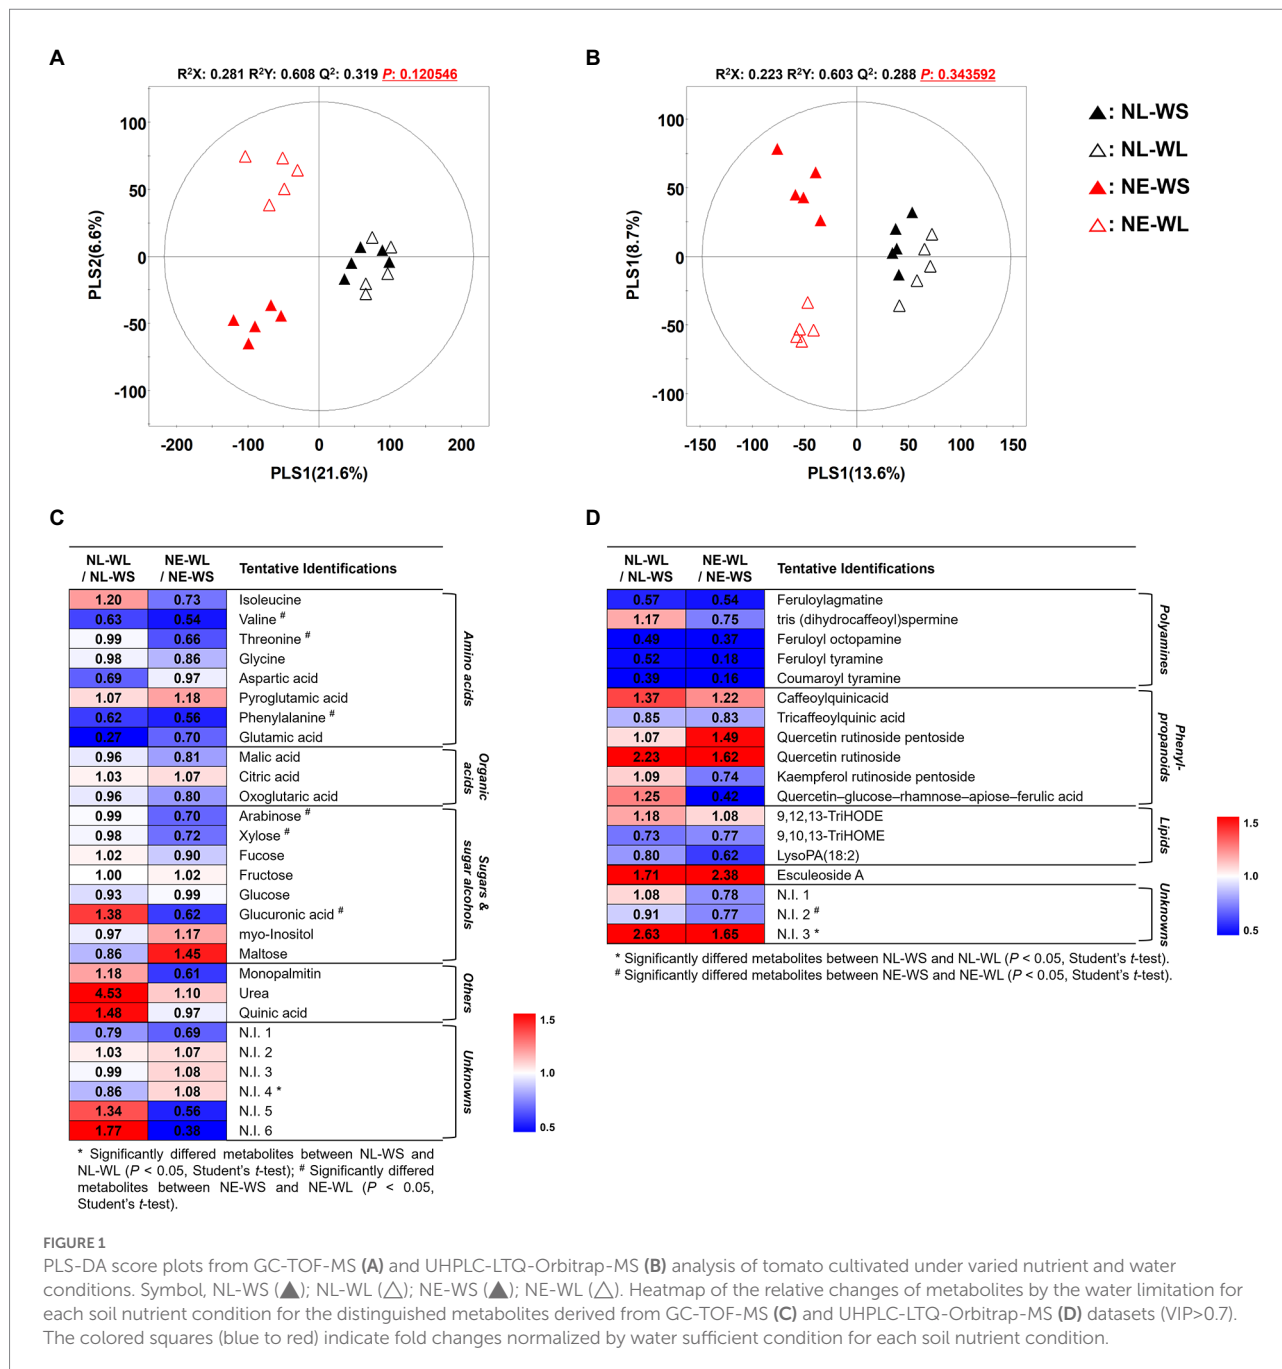 A
R²X: 0.281 R²Y: 0.608 Q²: 0.319 P: 0.120546
100
50
0
-50
-100
PLS2(6.6%)
-200 -100 0 100 200
PLS1(21.6%)
B
R²X: 0.223 R²Y: 0.603 Q²: 0.288 P: 0.343592
100
50
0
-50
-100
PLS1(8.7%)
-150 -100 -50 0 50 100 150
PLS1(13.6%)
▲: NL-WS
△: NL-WL
▲: NE-WS
△: NE-WL
C
NL-WL / NL-WS NE-WL / NE-WS Tentative Identifications
1.20 0.73 Isoleucine
0.63 0.54 Valine #
0.99 0.66 Threonine #
0.98 0.86 Glycine
0.69 0.97 Aspartic acid
1.07 1.18 Pyroglutamic acid
0.62 0.56 Phenylalanine #
0.27 0.70 Glutamic acid
Amino acids
0.96 0.81 Malic acid
1.03 1.07 Citric acid
0.96 0.80 Oxoglutaric acid
Organic acids
0.99 0.70 Arabinose #
0.98 0.72 Xylose #
1.02 0.90 Fucose
1.00 1.02 Fructose
0.93 0.99 Glucose
1.38 0.62 Glucuronic acid #
0.97 1.17 myo-Inositol
0.86 1.45 Maltose
Sugars & sugar alcohols
1.18 0.61 Monopalmitin
4.53 1.10 Urea
1.48 0.97 Quinic acid
Others
0.79 0.69 N.I. 1
1.03 1.07 N.I. 2
0.99 1.08 N.I. 3
0.86 1.08 N.I. 4 *
1.34 0.56 N.I. 5
1.77 0.38 N.I. 6
Unknowns
1.5
1.0
0.5
* Significantly differed metabolites between NL-WS and
NL-WL (P < 0.05, Student's t-test); # Significantly differed
metabolites between NE-WS and NE-WL (P < 0.05,
Student's t-test).
D
NL-WL / NL-WS NE-WL / NE-WS Tentative Identifications
0.57 0.54 Feruloylagmatine
1.17 0.75 tris (dihydrocaffeoyl)spermine
0.49 0.37 Feruloyl octopamine
0.52 0.18 Feruloyl tyramine
0.39 0.16 Coumaroyl tyramine
Polyamines
1.37 1.22 Caffeoylquinicacid
0.85 0.83 Tricaffeoylquinic acid
1.07 1.49 Quercetin rutinoside pentoside
2.23 1.62 Quercetin rutinoside
1.09 0.74 Kaempferol rutinoside pentoside
1.25 0.42 Quercetin–glucose–rhamnose–apiose–ferulic acid
Phenyl-propanoids
1.18 1.08 9,12,13-TriHODE
0.73 0.77 9,10,13-TriHOME
0.80 0.62 LysoPA(18:2)
Lipids
1.71 2.38 Esculeoside A
1.08 0.78 N.I. 1
0.91 0.77 N.I. 2 #
2.63 1.65 N.I. 3 *
Unknowns
1.5
1.0
0.5
* Significantly differed metabolites between NL-WS and NL-WL (P < 0.05, Student's t-test).
# Significantly differed metabolites between NE-WS and NE-WL (P < 0.05, Student's t-test).
FIGURE 1
PLS-DA score plots from GC-TOF-MS (A) and UHPLC-LTQ-Orbitrap-MS (B) analysis of tomato cultivated under varied nutrient and water
conditions. Symbol, NL-WS (▲); NL-WL (△); NE-WS (▲); NE-WL (△). Heatmap of the relative changes of metabolites by the water limitation for
each soil nutrient condition for the distinguished metabolites derived from GC-TOF-MS (C) and UHPLC-LTQ-Orbitrap-MS (D) datasets (VIP>0.7).
The colored squares (blue to red) indicate fold changes normalized by water sufficient condition for each soil nutrient condition.